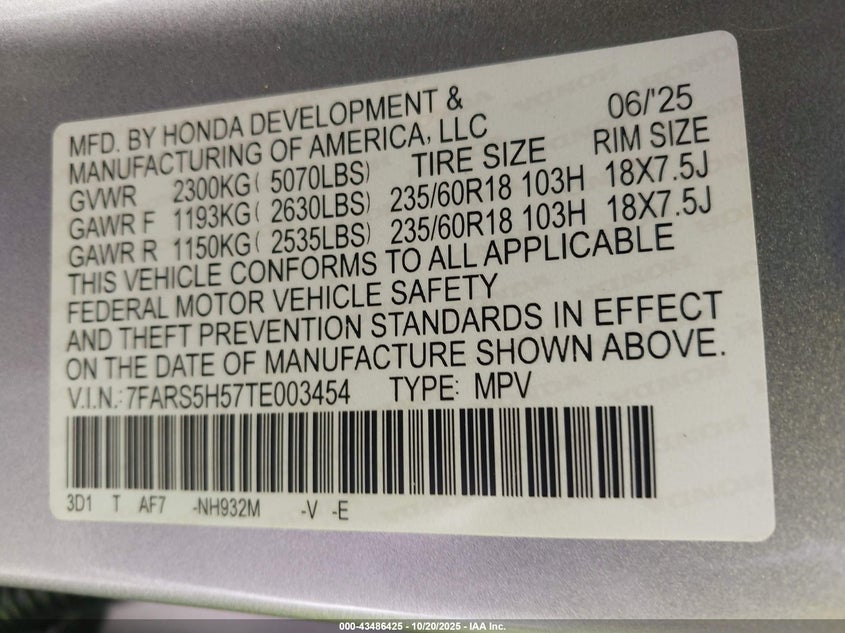 MFD. BY HONDA DEVELOPMENT &
MANUFACTURING OF AMERICA, LLC 06/'25
GVWR 2300KG( 5070LBS) TIRE SIZE RIM SIZE
GAWR F 1193KG( 2630LBS) 235/60R18 103H 18X7.5J
GAWR R 1150KG( 2535LBS) 235/60R18 103H 18X7.5J
THIS VEHICLE CONFORMS TO ALL APPLICABLE
FEDERAL MOTOR VEHICLE SAFETY
AND THEFT PREVENTION STANDARDS IN EFFECT
ON THE DATE OF MANUFACTURE SHOWN ABOVE.
V.I.N.:7FARS5H57TE003454 TYPE: MPV
3D1 T AF7 -NH932M -V -E
000-43486425 | 10/20/2025 | IAA Inc.